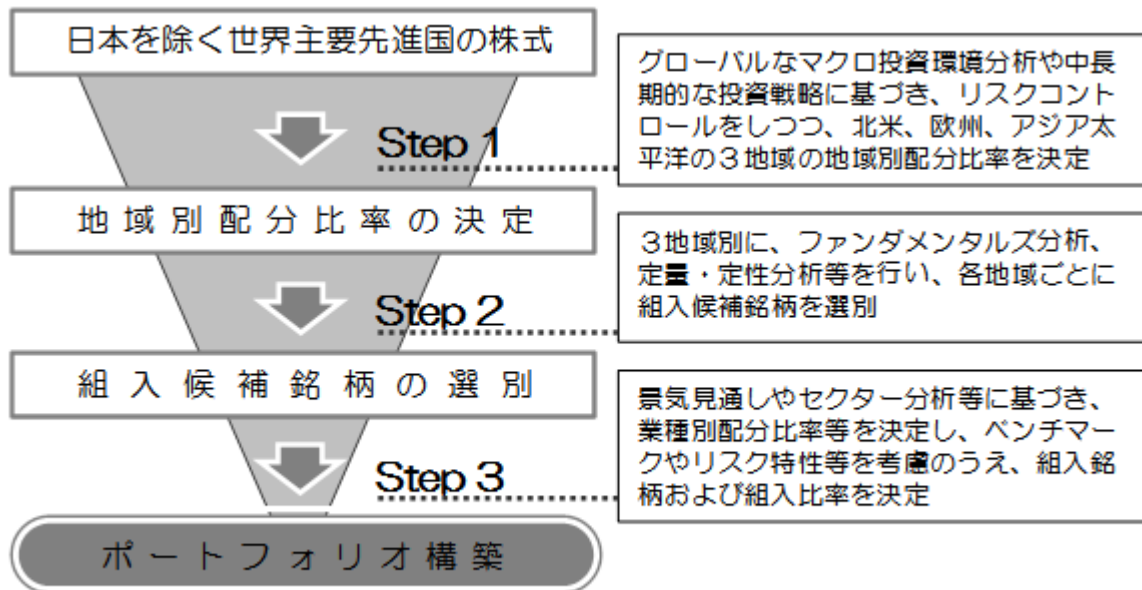 日本を除く世界主要先進国の株式
Step 1
グローバルなマクロ投資環境分析や中長
期的な投資戦略に基づき、リスクコント
ロールをしつつ、北米、欧州、アジア太
平洋の３地域の地域別配分比率を決定
地域別配分比率の決定
Step 2
３地域別に、ファンダメンタルズ分析、
定量・定性分析等を行い、各地域ごとに
組入候補銘柄を選別
組入候補銘柄の選別
Step 3
景気見通しやセクター分析等に基づき、
業種別配分比率等を決定し、ベンチマー
クやリスク特性等を考慮のうえ、組入銘
柄および組入比率を決定
ポートフォリオ構築